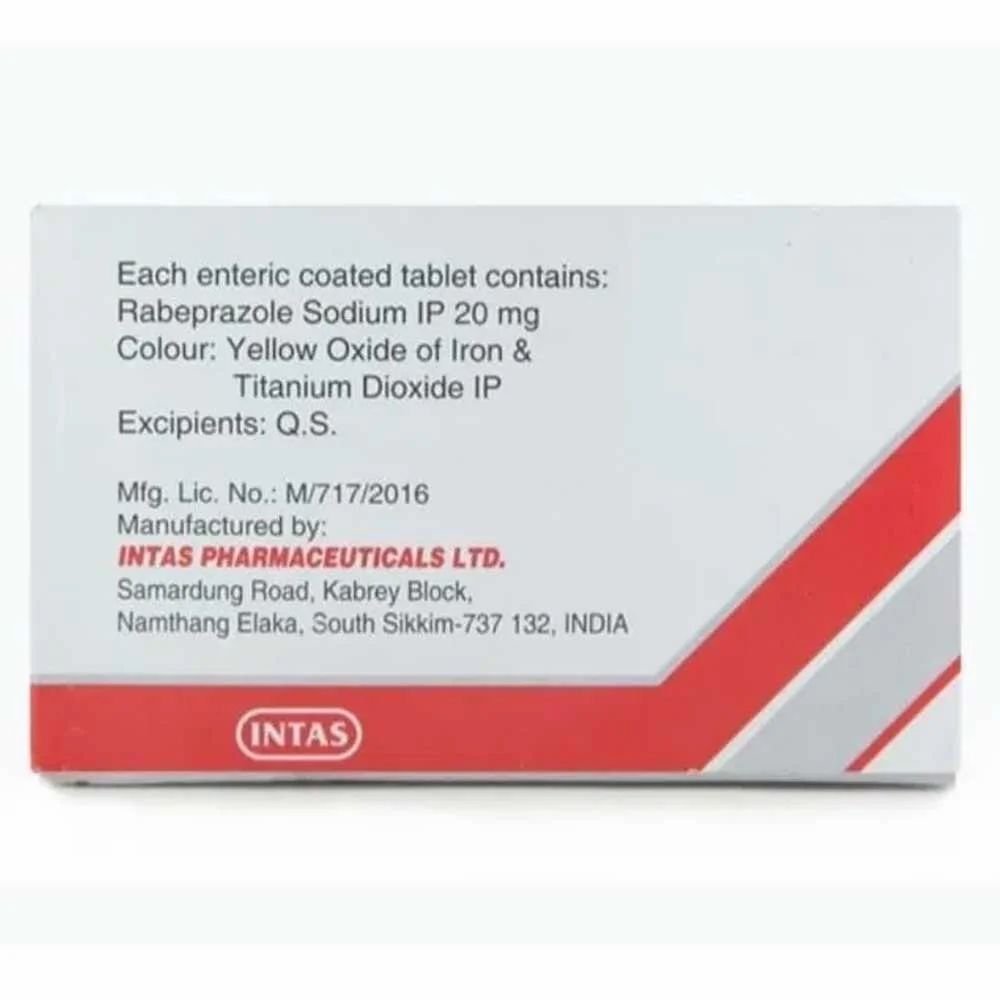 Each enteric coated tablet contains:
Rabeprazole Sodium IP 20 mg
Colour: Yellow Oxide of Iron &
Titanium Dioxide IP
Excipients: Q.S.
Mfg. Lic. No.: M/717/2016
Manufactured by:
INTAS PHARMACEUTICALS LTD.
Samardung Road, Kabrey Block,
Namthang Elaka, South Sikkim-737 132, INDIA
INTAS